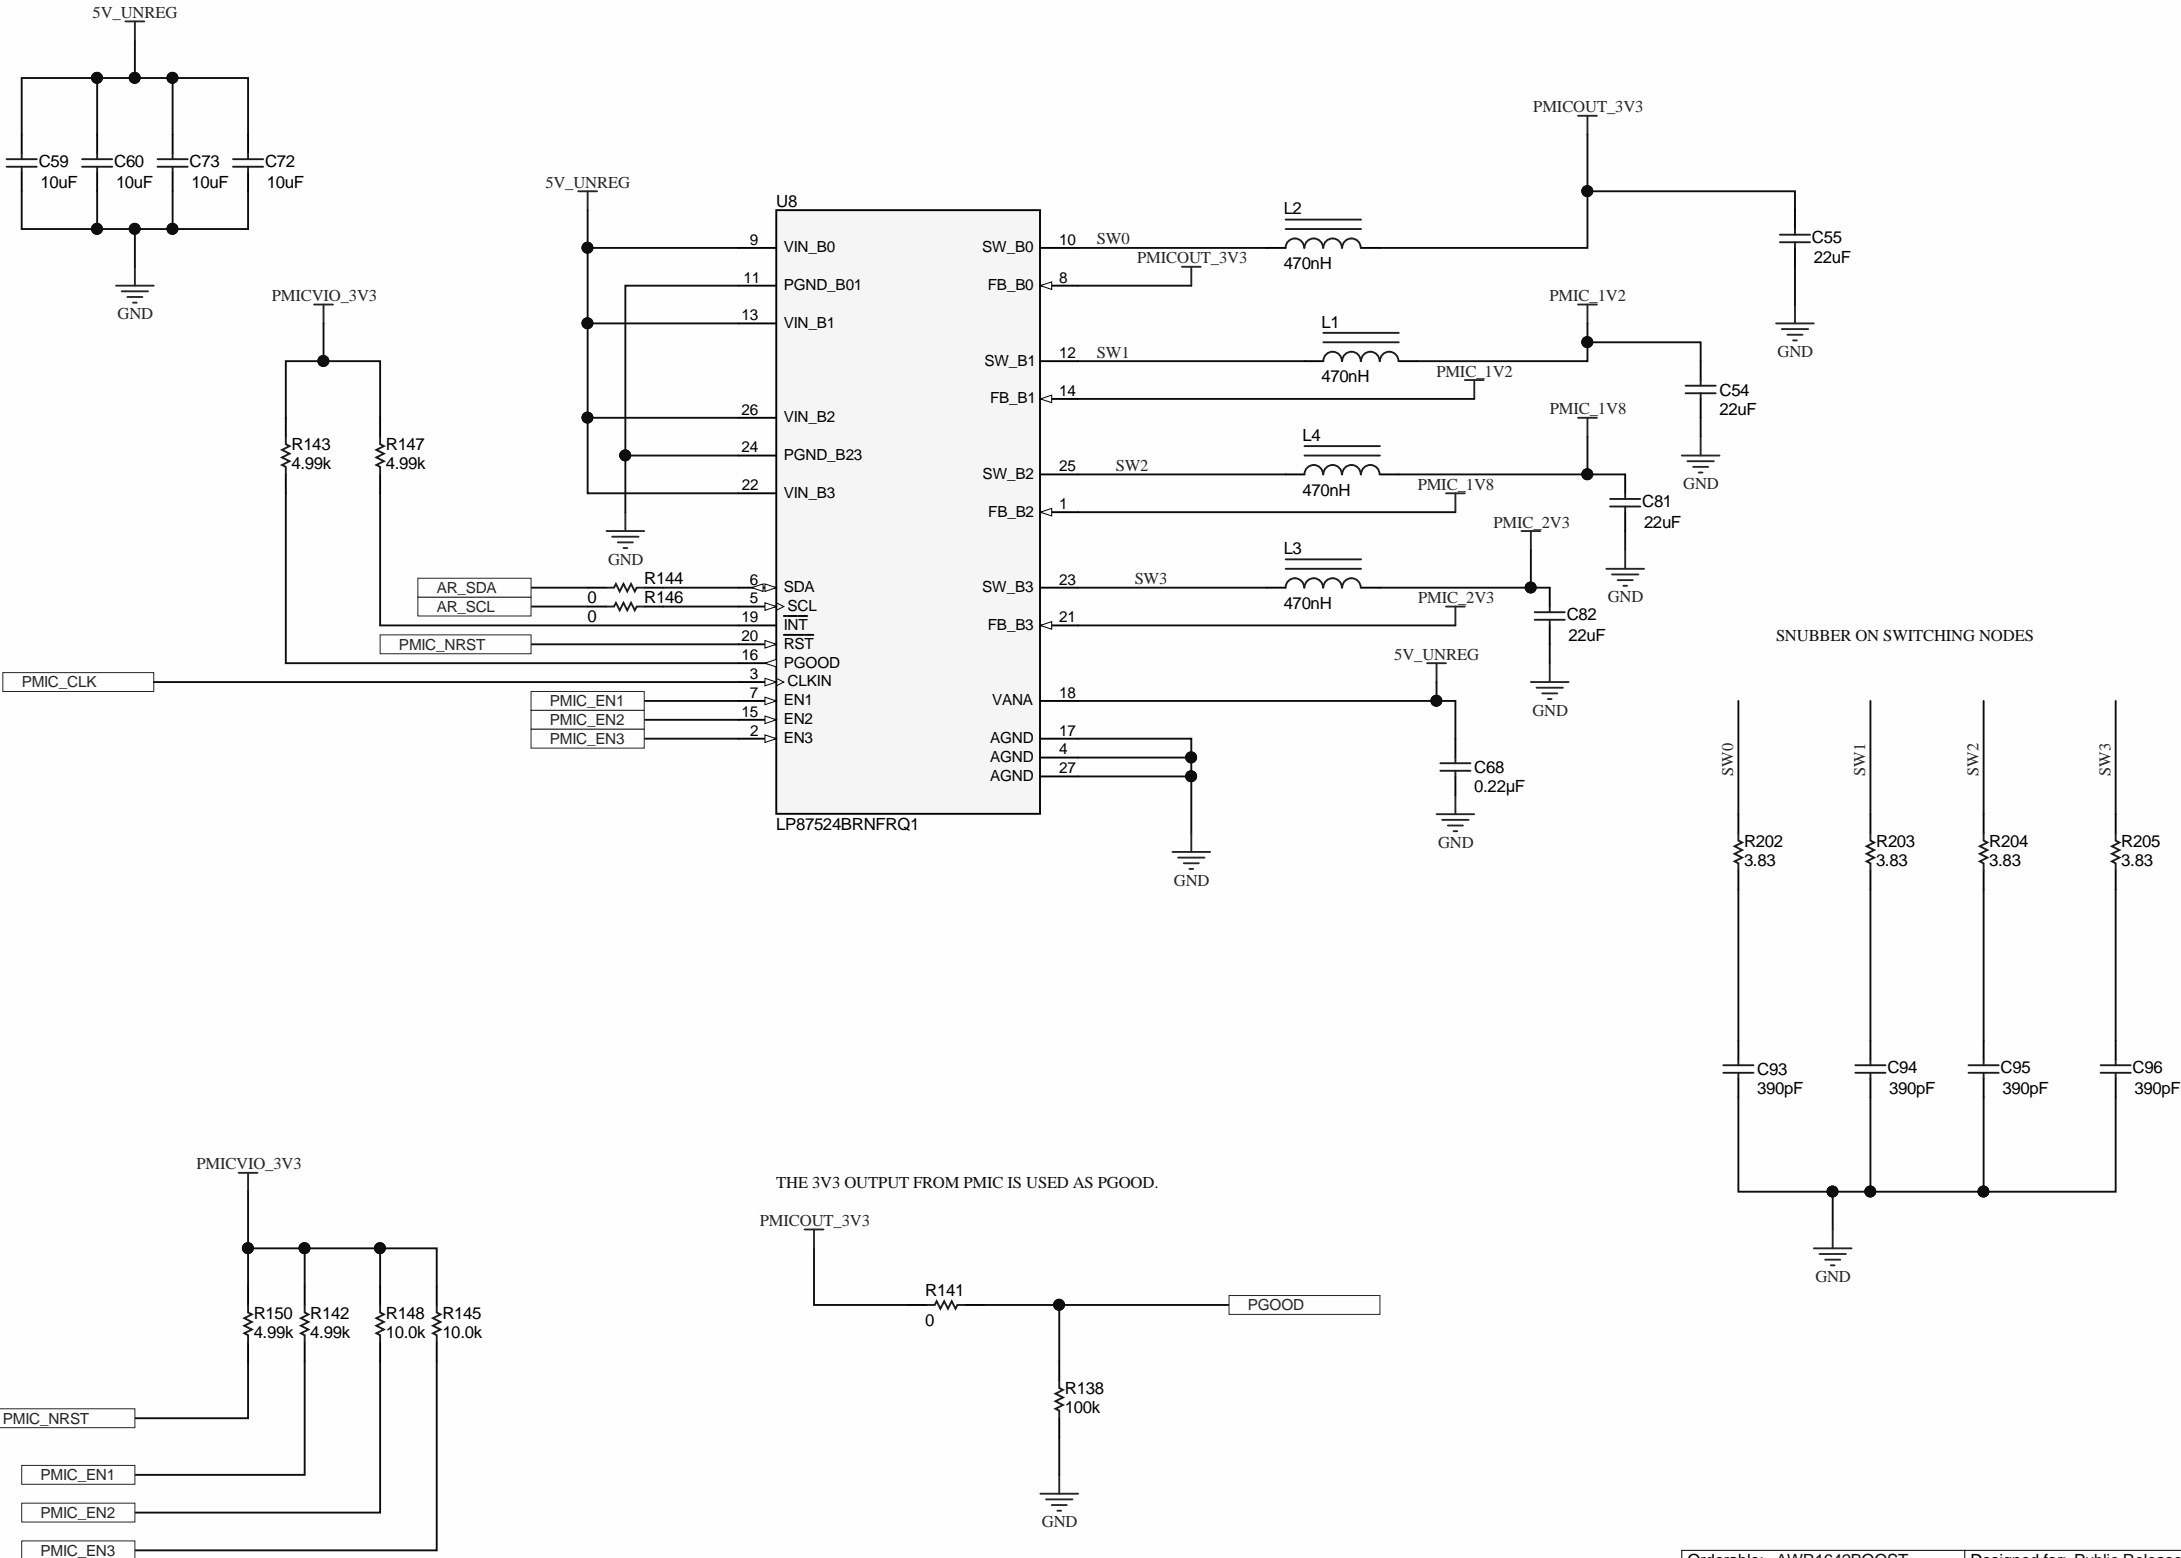 5V_UNREG
C59
10uF
C60
10uF
C73
10uF
C72
10uF
GND
PMICVIO_3V3
R143
4.99k
R147
4.99k
5V_UNREG
GND
AR_SDA
AR_SCL
R144
0
R146
0
PMIC_NRST
PMIC_CLK
PMIC_EN1
PMIC_EN2
PMIC_EN3
U8
9 VIN_B0
11 PGND_B01
13 VIN_B1
26 VIN_B2
24 PGND_B23
22 VIN_B3
6 SDA
5 SCL
19 INT
20 RST
16 PGOOD
3 CLKIN
7 EN1
15 EN2
2 EN3
SW_B0 10 SW0
FB_B0 8
SW_B1 12 SW1
FB_B1 14
SW_B2 25 SW2
FB_B2 1
SW_B3 23 SW3
FB_B3 21
VANA 18
AGND 17
AGND 4
AGND 27
LP87524BRNFRQ1
GND
PMICOUT_3V3
L2
470nH
PMICOUT_3V3
C55
22uF
GND
L1
470nH
PMIC_1V2
PMIC_1V2
C54
22uF
GND
L4
470nH
PMIC_1V8
PMIC_1V8
C81
22uF
GND
L3
470nH
PMIC_2V3
PMIC_2V3
C82
22uF
GND
5V_UNREG
C68
0.22µF
GND
SNUBBER ON SWITCHING NODES
SW0
SW1
SW2
SW3
R202
3.83
R203
3.83
R204
3.83
R205
3.83
C93
390pF
C94
390pF
C95
390pF
C96
390pF
GND
PMICVIO_3V3
R150
4.99k
R142
4.99k
R148
10.0k
R145
10.0k
PMIC_NRST
PMIC_EN1
PMIC_EN2
PMIC_EN3
THE 3V3 OUTPUT FROM PMIC IS USED AS PGOOD.
PMICOUT_3V3
R141
0
PGOOD
R138
100k
GND
Orderable: AWR1642BOOST
Designed for: Public Release